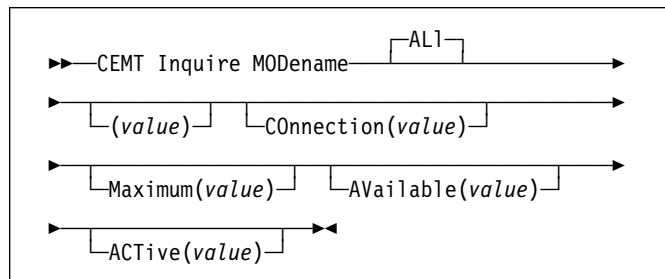 ALl
CEMT Inquire MODename
(value) COnnection(value)
Maximum(value) AVailable(value)
ACTive(value)